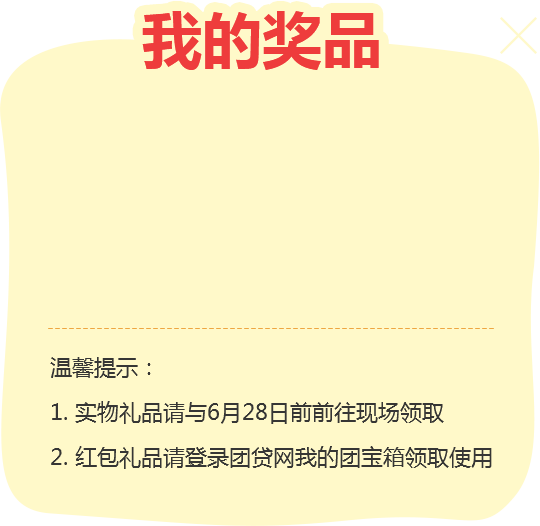 我的奖品
温馨提示：
1. 实物礼品请与6月28日前前往现场领取
2. 红包礼品请登录团贷网我的团宝箱领取使用